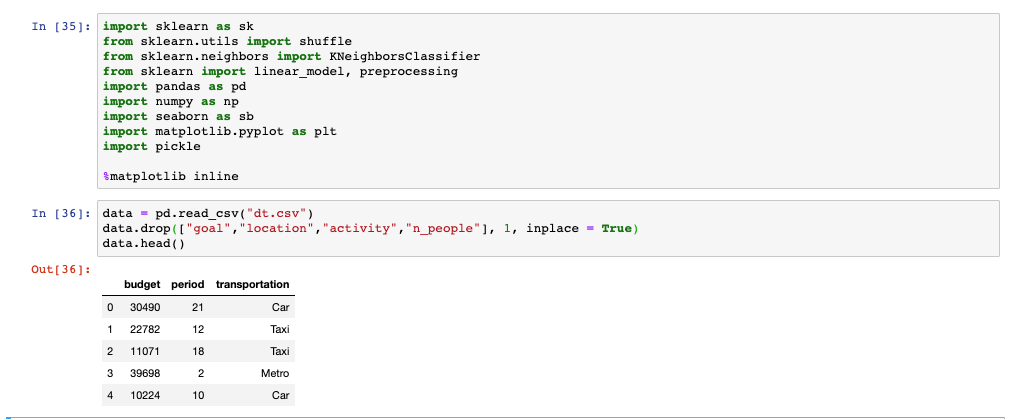 In [35]: import sklearn as sk
from sklearn.utils import shuffle
from sklearn.neighbors import KNeighborsClassifier
from sklearn import linear_model, preprocessing
import pandas as pd
import numpy as np
import seaborn as sb
import matplotlib.pyplot as plt
import pickle
%matplotlib inline
In [36]: data = pd.read_csv("dt.csv")
data.drop(["goal","location","activity","n_people"], 1, inplace = True)
data.head()
Out[36]:
budget period transportation
0 30490 21 Car
1 22782 12 Taxi
2 11071 18 Taxi
3 39698 2 Metro
4 10224 10 Car